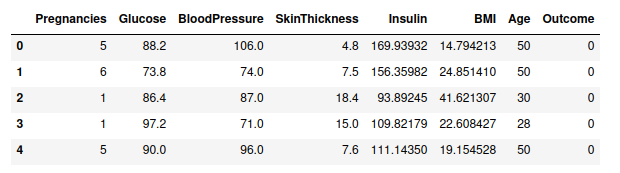 Pregnancies Glucose BloodPressure SkinThickness Insulin BMI Age Outcome
0 5 88.2 106.0 4.8 169.93932 14.794213 50 0
1 6 73.8 74.0 7.5 156.35982 24.851410 50 0
2 1 86.4 87.0 18.4 93.89245 41.621307 30 0
3 1 97.2 71.0 15.0 109.82179 22.608427 28 0
4 5 90.0 96.0 7.6 111.14350 19.154528 50 0